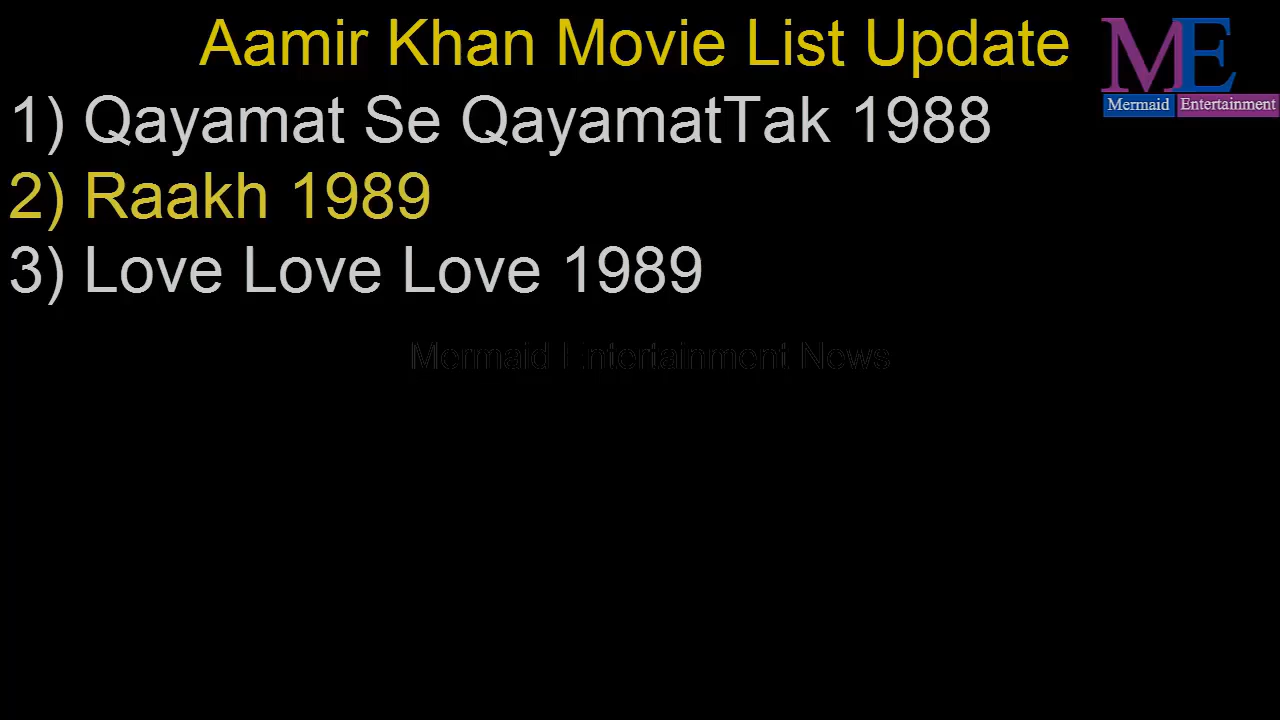 Aamir Khan Movie List Update
ME
Mermaid Entertainment
1) Qayamat Se QayamatTak 1988
2) Raakh 1989
3) Love Love Love 1989
Mermaid Entertainment News